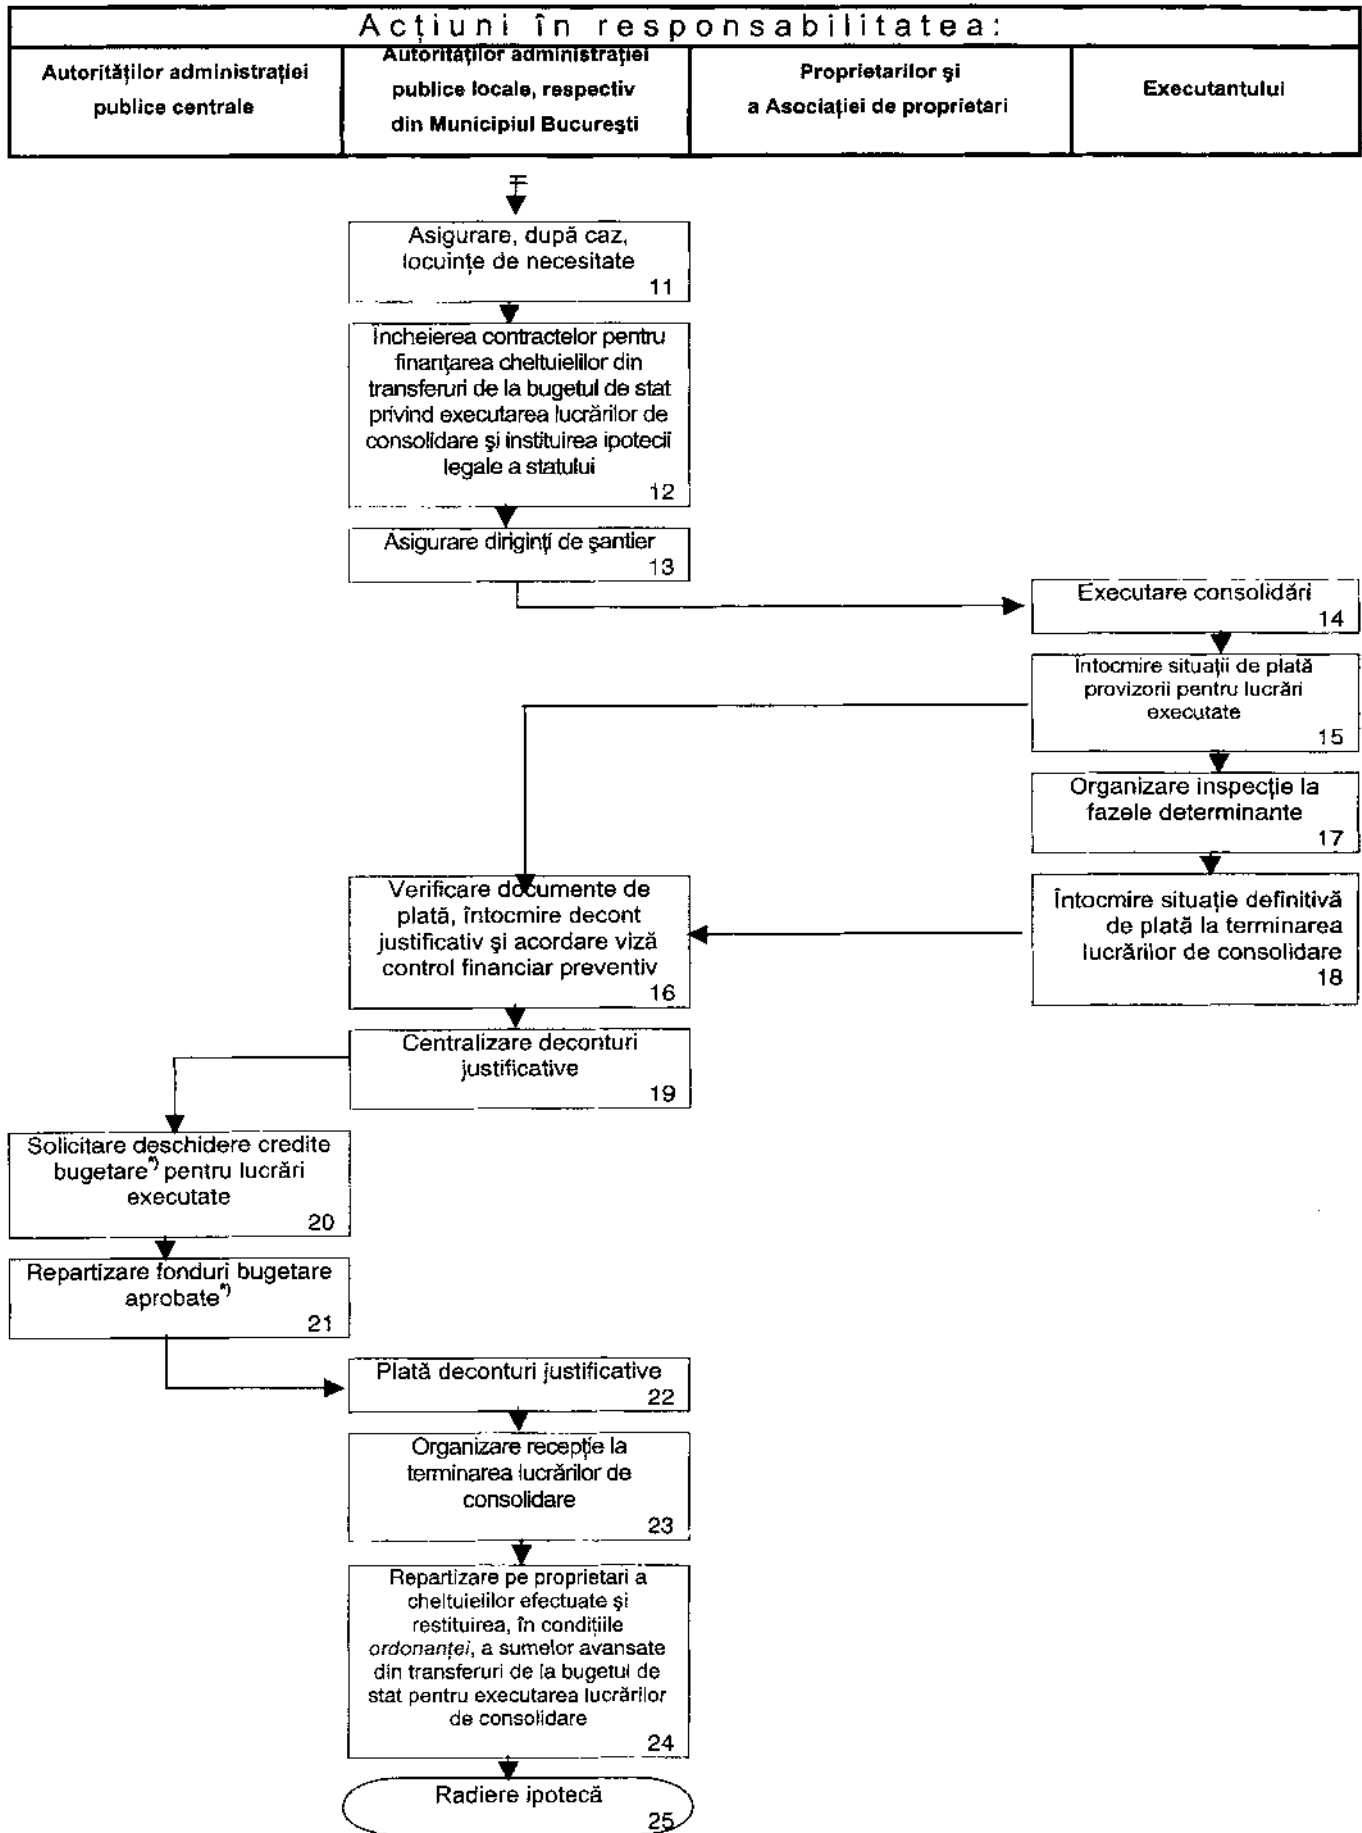 Acțiuni în responsabilitatea:
Autorităților administrației
publice centrale
Autorităților administrației
publice locale, respectiv
din Municipiul București
Proprietarilor și
a Asociației de proprietari
Executantului
Asigurare, după caz,
locuințe de necesitate
11
Încheierea contractelor pentru
finanțarea cheltuielilor din
transferuri de la bugetul de stat
privind executarea lucrărilor de
consolidare și instituirea ipotecii
legale a statului
12
Asigurare diriginți de șantier
13
Executare consolidări
14
Intocmire situații de plată
provizorii pentru lucrări
executate
15
Organizare inspecție la
fazele determinante
17
Verificare documente de
plată, întocmire decont
justificativ și acordare viză
control financiar preventiv
16
Întocmire situație definitivă
de plată la terminarea
lucrărilor de consolidare
18
Centralizare deconturi
justificative
19
Solicitare deschidere credite
bugetare*) pentru lucrări
executate
20
Repartizare fonduri bugetare
aprobate*)
21
Plată deconturi justificative
22
Organizare recepție la
terminarea lucrărilor de
consolidare
23
Repartizare pe proprietari a
cheltuielilor efectuate și
restituirea, în condițiile
ordonanței, a sumelor avansate
din transferuri de la bugetul de
stat pentru executarea lucrărilor
de consolidare
24
Radiere ipotecă
25